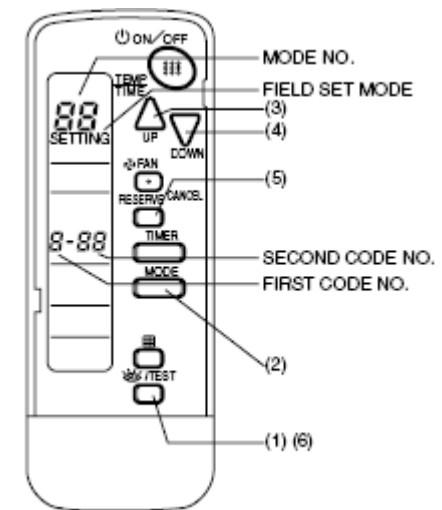 ON/OFF
MODE NO.
TEMP
TIME
FIELD SET MODE
88
(3)
SETTING
UP
(4)
DOWN
FAN
(5)
RESERVE CANCEL
TIMER
8-88
SECOND CODE NO.
MODE
FIRST CODE NO.
(2)
/TEST
(1) (6)